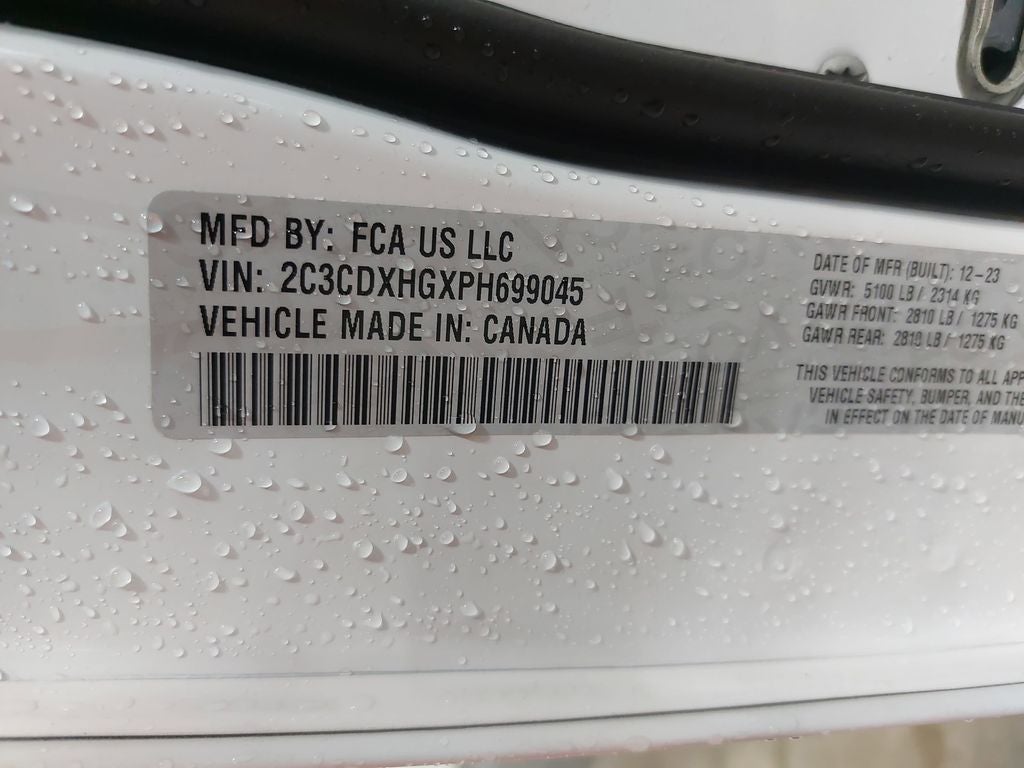 MFD BY: FCA US LLC
VIN: 2C3CDXHGXPH699045
VEHICLE MADE IN: CANADA
DATE OF MFR (BUILT): 12-23
GVWR: 5100 LB / 2314 KG
GAWR FRONT: 2810 LB / 1275 KG
GAWR REAR: 2810 LB / 1275 KG
THIS VEHICLE CONFORMS TO ALL APP
VEHICLE SAFETY, BUMPER, AND THE
IN EFFECT ON THE DATE OF MANU